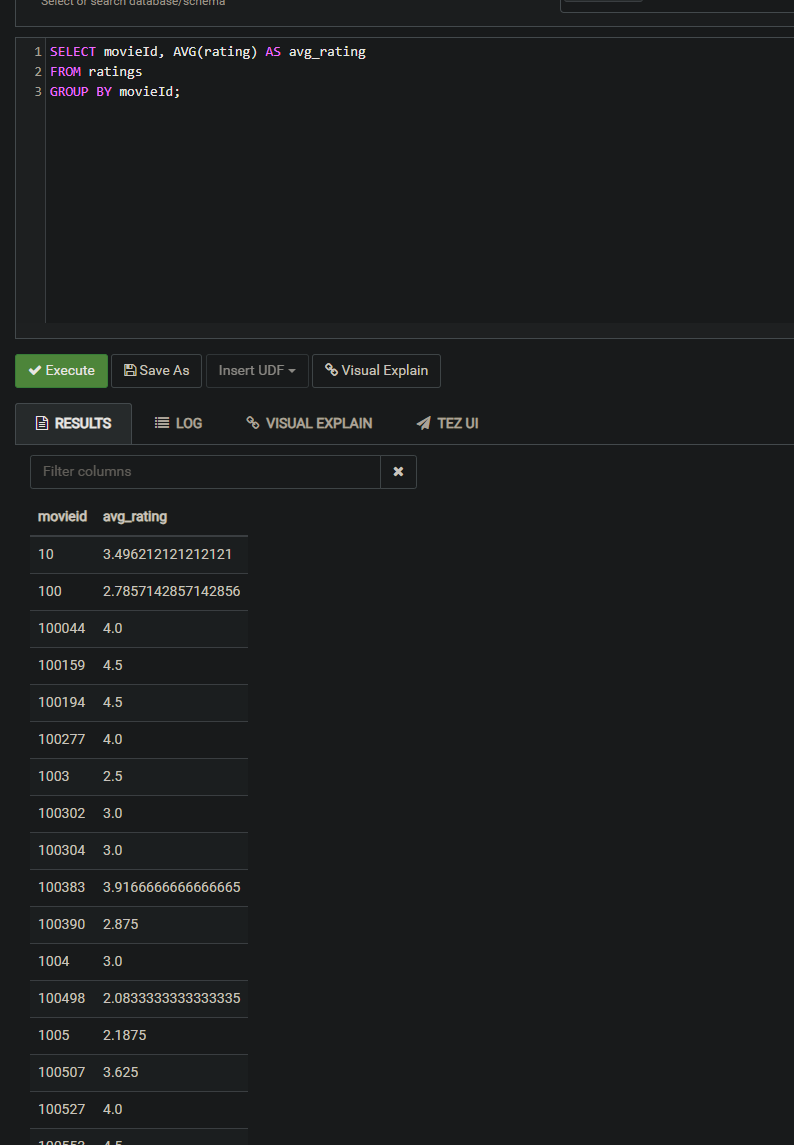 Select or search database/schema
1 SELECT movieId, AVG(rating) AS avg_rating
2 FROM ratings
3 GROUP BY movieId;
Execute Save As Insert UDF Visual Explain
RESULTS LOG VISUAL EXPLAIN TEZ UI
Filter columns
movieid avg_rating
10 3.496212121212121
100 2.7857142857142856
100044 4.0
100159 4.5
100194 4.5
100277 4.0
1003 2.5
100302 3.0
100304 3.0
100383 3.9166666666666665
100390 2.875
1004 3.0
100498 2.0833333333333335
1005 2.1875
100507 3.625
100527 4.0
100553 4.5